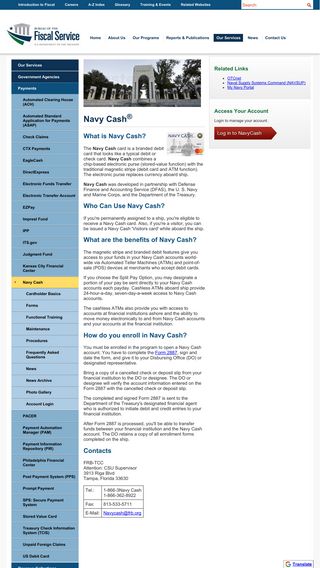 Introduction to Fiscal Careers A-Z Index Glossary Training & Events Related Websites
BUREAU OF THE
Fiscal Service
U.S. DEPARTMENT OF THE TREASURY
Home About Us Our Programs Reports & Publications Our Services News Contact Us
Our Services
Government Agencies
Payments
Automated Clearing House
(ACH)
Automated Standard
Application for Payments
(ASAP)
Check Claims
CTX Payments
EagleCash
DirectExpress
Electronic Funds Transfer
Electronic Transfer Account
EZPay
Imprest Fund
IPP
ITS.gov
Judgment Fund
Kansas City Financial
Center
Navy Cash
Cardholder Basics
Forms
Functional Training
Maintenance
Procedures
Frequently Asked
Questions
News
News Archive
Photo Gallery
Account Login
PACER
Payment Automation
Manager (PAM)
Payment Information
Repository (PIR)
Philadelphia Financial
Center
Post Payment System (PPS)
Prompt Payment
SPS: Secure Payment
System
Stored Value Card
Treasury Check Information
System (TCIS)
Unpaid Foreign Claims
US Debit Card
Navy Cash®
What is Navy Cash?
The Navy Cash card is a branded debit
card that looks like a typical debit or
check card. Navy Cash combines a
chip-based electronic purse (stored-value function) with the
traditional magnetic stripe (debit card and ATM function).
The electronic purse replaces currency aboard ship.
Navy Cash was developed in partnership with Defense
Finance and Accounting Service (DFAS), the U. S. Navy
and Marine Corps, and the Department of the Treasury.
Who Can Use Navy Cash?
If you're permanently assigned to a ship, you're eligible to
receive a Navy Cash card. Also, if you're a visitor, you can
be issued a Navy Cash 'Visitors card' while aboard the ship.
What are the benefits of Navy Cash?
The magnetic stripe and branded debit features give you
access to your funds in your Navy Cash accounts world-
wide via Automated Teller Machines (ATMs) and point-of-
sale (POS) devices at merchants who accept debit cards.
If you choose the Split Pay Option, you may designate a
portion of your pay be sent directly to your Navy Cash
accounts each payday. Cashless ATMs aboard ship provide
24-hour-a-day, seven-day-a-week access to Navy Cash
accounts.
The cashless ATMs also provide you with access to
accounts at financial institutions ashore and the ability to
move money electronically to and from Navy Cash accounts
and your accounts at your financial institution.
How do you enroll in Navy Cash?
You must be enrolled in the program to open a Navy Cash
account. You have to complete the Form 2887, sign and
date the form, and give it to your Disbursing Office (DO) or
designated representative.
Bring a copy of a cancelled check or deposit slip from your
financial institution to the DO or designee. The DO or
designee will verify the account information entered on the
Form 2887 with the cancelled check or deposit slip.
The completed and signed Form 2887 is sent to the
Department of the Treasury's designated financial agent
who is authorized to initiate debit and credit entries to your
financial institution.
After Form 2887 is processed, you'll be able to transfer
funds between your financial institution and the Navy Cash
account. The DO retains a copy of all enrollment forms
completed on the ship.
Contacts
FRB-TCC
Attention: CSU Supervisor
3913 Riga Blvd
Tampa, Florida 33630
Tel.: 1-866-3Navy Cash
1-866-362-8922
Fax: 813-533-5711
E-Mail: Navycash@frb.org
Related Links
OTCnet
Naval Supply Systems Command (NAVSUP)
My Navy Portal
Access Your Account
Login to manage your account.
Log in to NavyCash
Translate